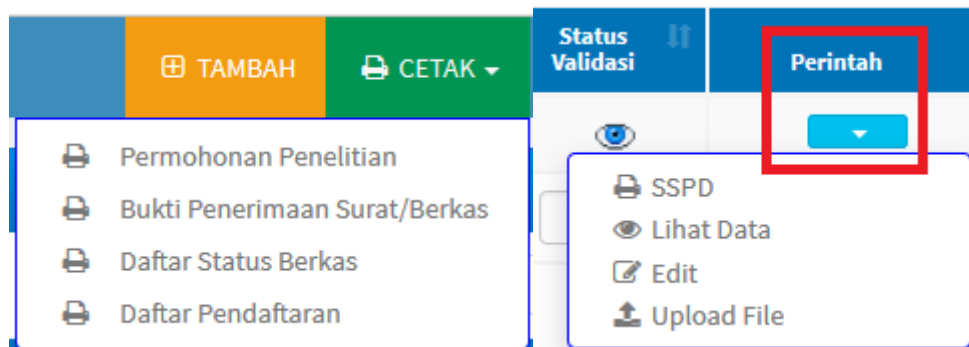 TAMBAH
CETAK
Permohonan Penelitian
Bukti Penerimaan Surat/Berkas
Daftar Status Berkas
Daftar Pendaftaran
Status
Validasi
Perintah
SSPD
Lihat Data
Edit
Upload File